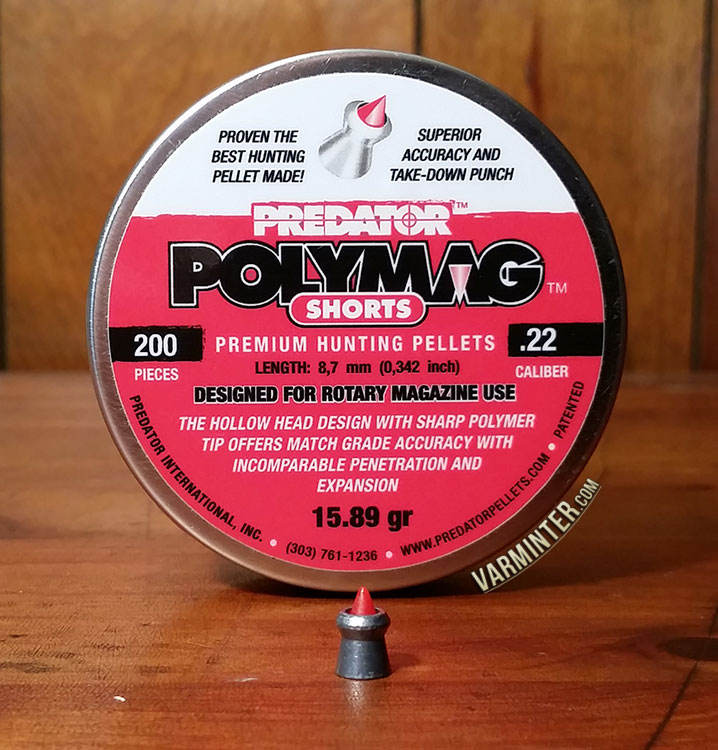 PROVEN THE
BEST HUNTING
PELLET MADE!
SUPERIOR
ACCURACY AND
TAKE-DOWN PUNCH
PREDATOR™
POLYMAG™
SHORTS
200
PIECES
PREMIUM HUNTING PELLETS
.22
CALIBER
LENGTH: 8,7 mm (0,342 inch)
DESIGNED FOR ROTARY MAGAZINE USE
THE HOLLOW HEAD DESIGN WITH SHARP POLYMER
TIP OFFERS MATCH GRADE ACCURACY WITH
INCOMPARABLE PENETRATION AND
EXPANSION
15.89 gr
PREDATOR INTERNATIONAL, INC. • (303) 761-1236 • WWW.PREDATORPELLETS.COM • PATENTED
VARMINTER.COM